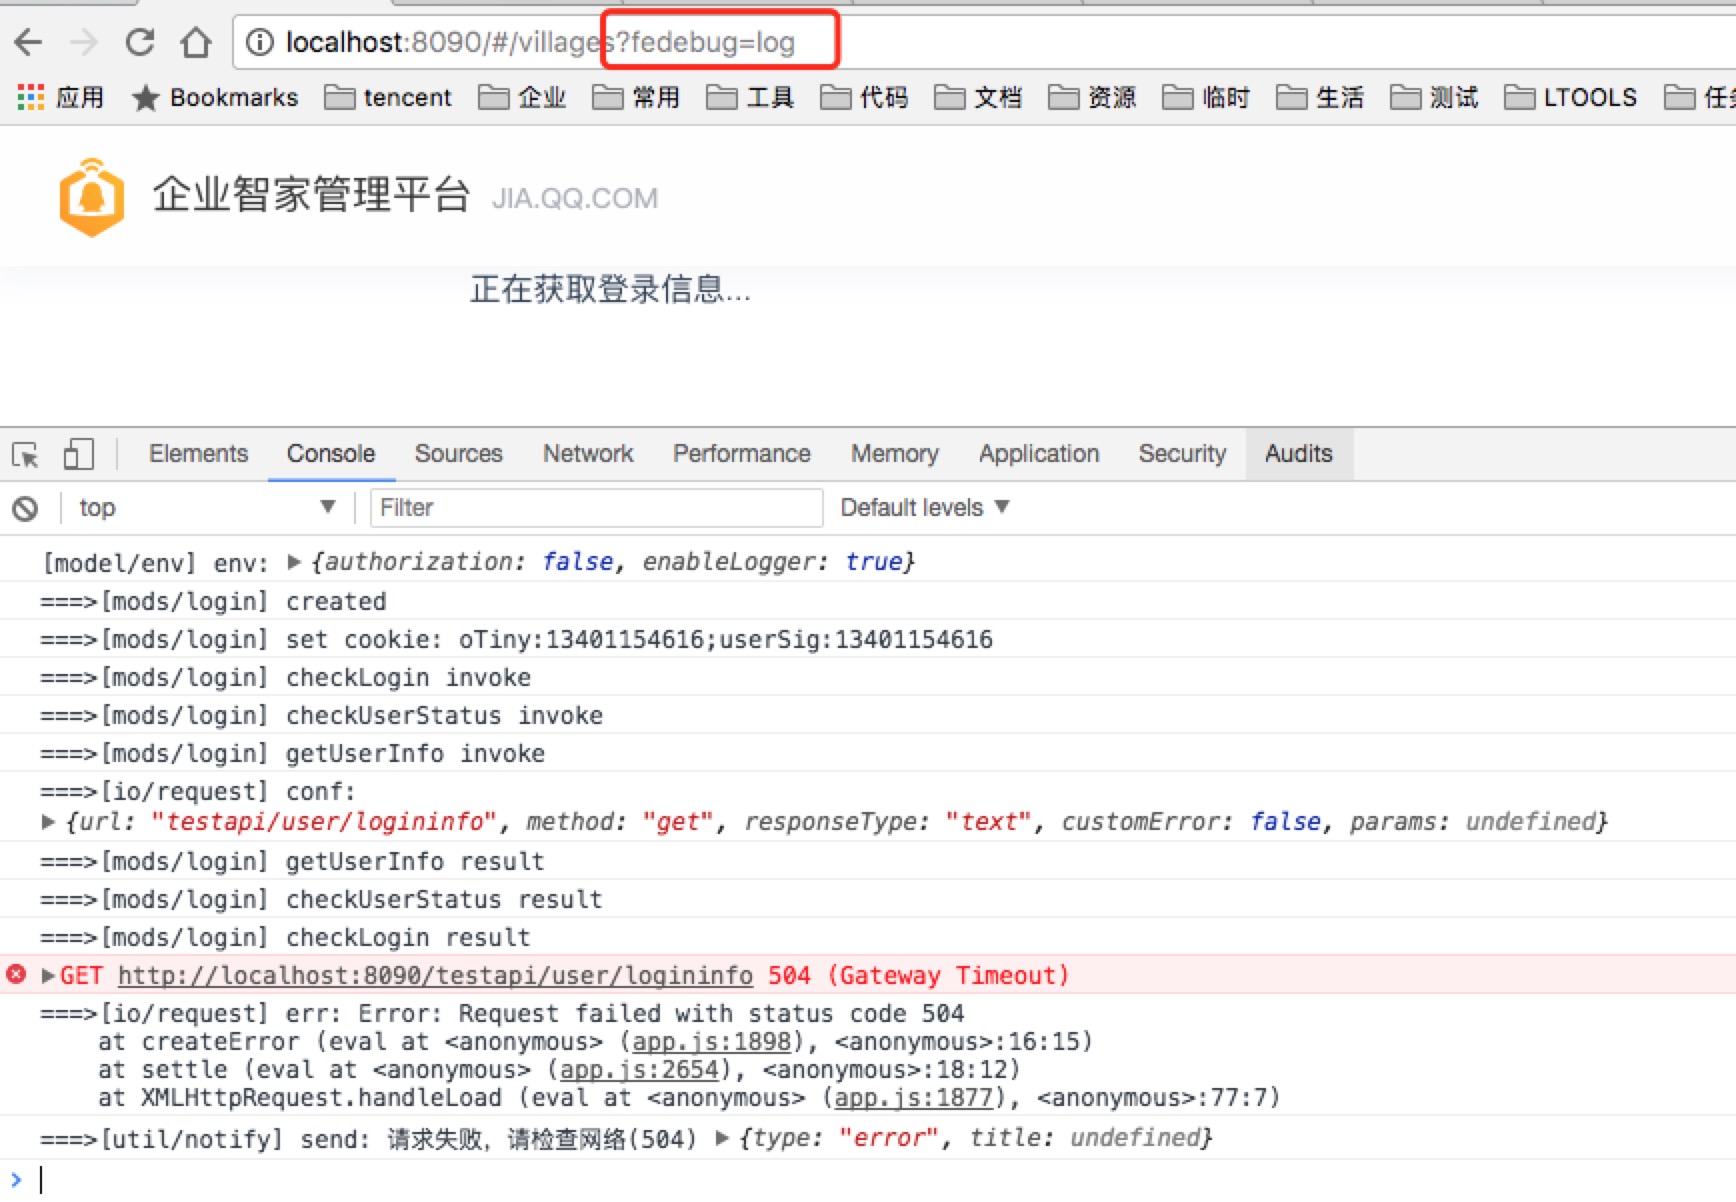 localhost:8090/#/villages?fedebug=log
应用 Bookmarks tencent 企业 常用 工具 代码 文档 资源 临时 生活 测试 LTOOLS
企业智家管理平台 JIA.QQ.COM
正在获取登录信息...
Elements Console Sources Network Performance Memory Application Security Audits
top Filter Default levels
[model/env] env: {authorization: false, enableLogger: true}
===>[mods/login] created
===>[mods/login] set cookie: oTiny:13401154616;userSig:13401154616
===>[mods/login] checkLogin invoke
===>[mods/login] checkUserStatus invoke
===>[mods/login] getUserInfo invoke
===>[io/request] conf:
{url: "testapi/user/logininfo", method: "get", responseType: "text", customError: false, params: undefined}
===>[mods/login] getUserInfo result
===>[mods/login] checkUserStatus result
===>[mods/login] checkLogin result
GET http://localhost:8090/testapi/user/logininfo 504 (Gateway Timeout)
===>[io/request] err: Error: Request failed with status code 504
at createError (eval at <anonymous> (app.js:1898), <anonymous>:16:15)
at settle (eval at <anonymous> (app.js:2654), <anonymous>:18:12)
at XMLHttpRequest.handleLoad (eval at <anonymous> (app.js:1877), <anonymous>:77:7)
===>[util/notify] send: 请求失败，请检查网络(504) {type: "error", title: undefined}